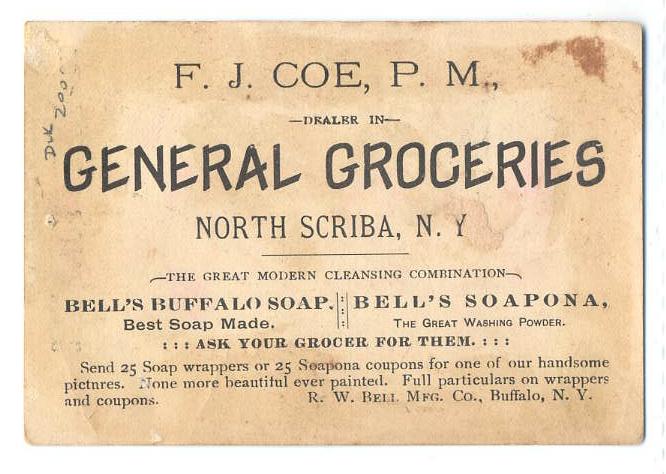 F. J. COE, P. M.,
—DEALER IN—
GENERAL GROCERIES
NORTH SCRIBA, N. Y
—THE GREAT MODERN CLEANSING COMBINATION—
BELL'S BUFFALO SOAP. BELL'S SOAPONA,
Best Soap Made. THE GREAT WASHING POWDER.
: : : ASK YOUR GROCER FOR THEM. : : :
Send 25 Soap wrappers or 25 Soapona coupons for one of our handsome
pictures. None more beautiful ever painted. Full particulars on wrappers
and coupons. R. W. BELL MFG. CO., Buffalo, N. Y.